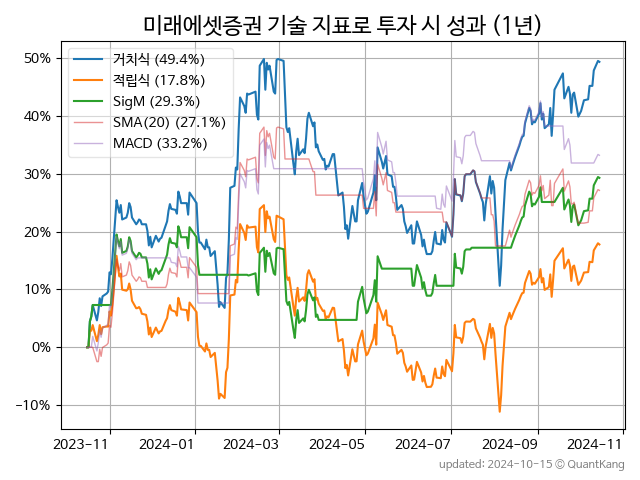 미래에셋증권 기술 지표로 투자 시 성과 (1년)
50%
40%
30%
20%
10%
0%
−10%
거치식 (49.4%)
적립식 (17.8%)
SigM (29.3%)
SMA(20) (27.1%)
MACD (33.2%)
2023-11
2024-01
2024-03
2024-05
2024-07
2024-09
2024-11
updated: 2024-10-15 © QuantKang